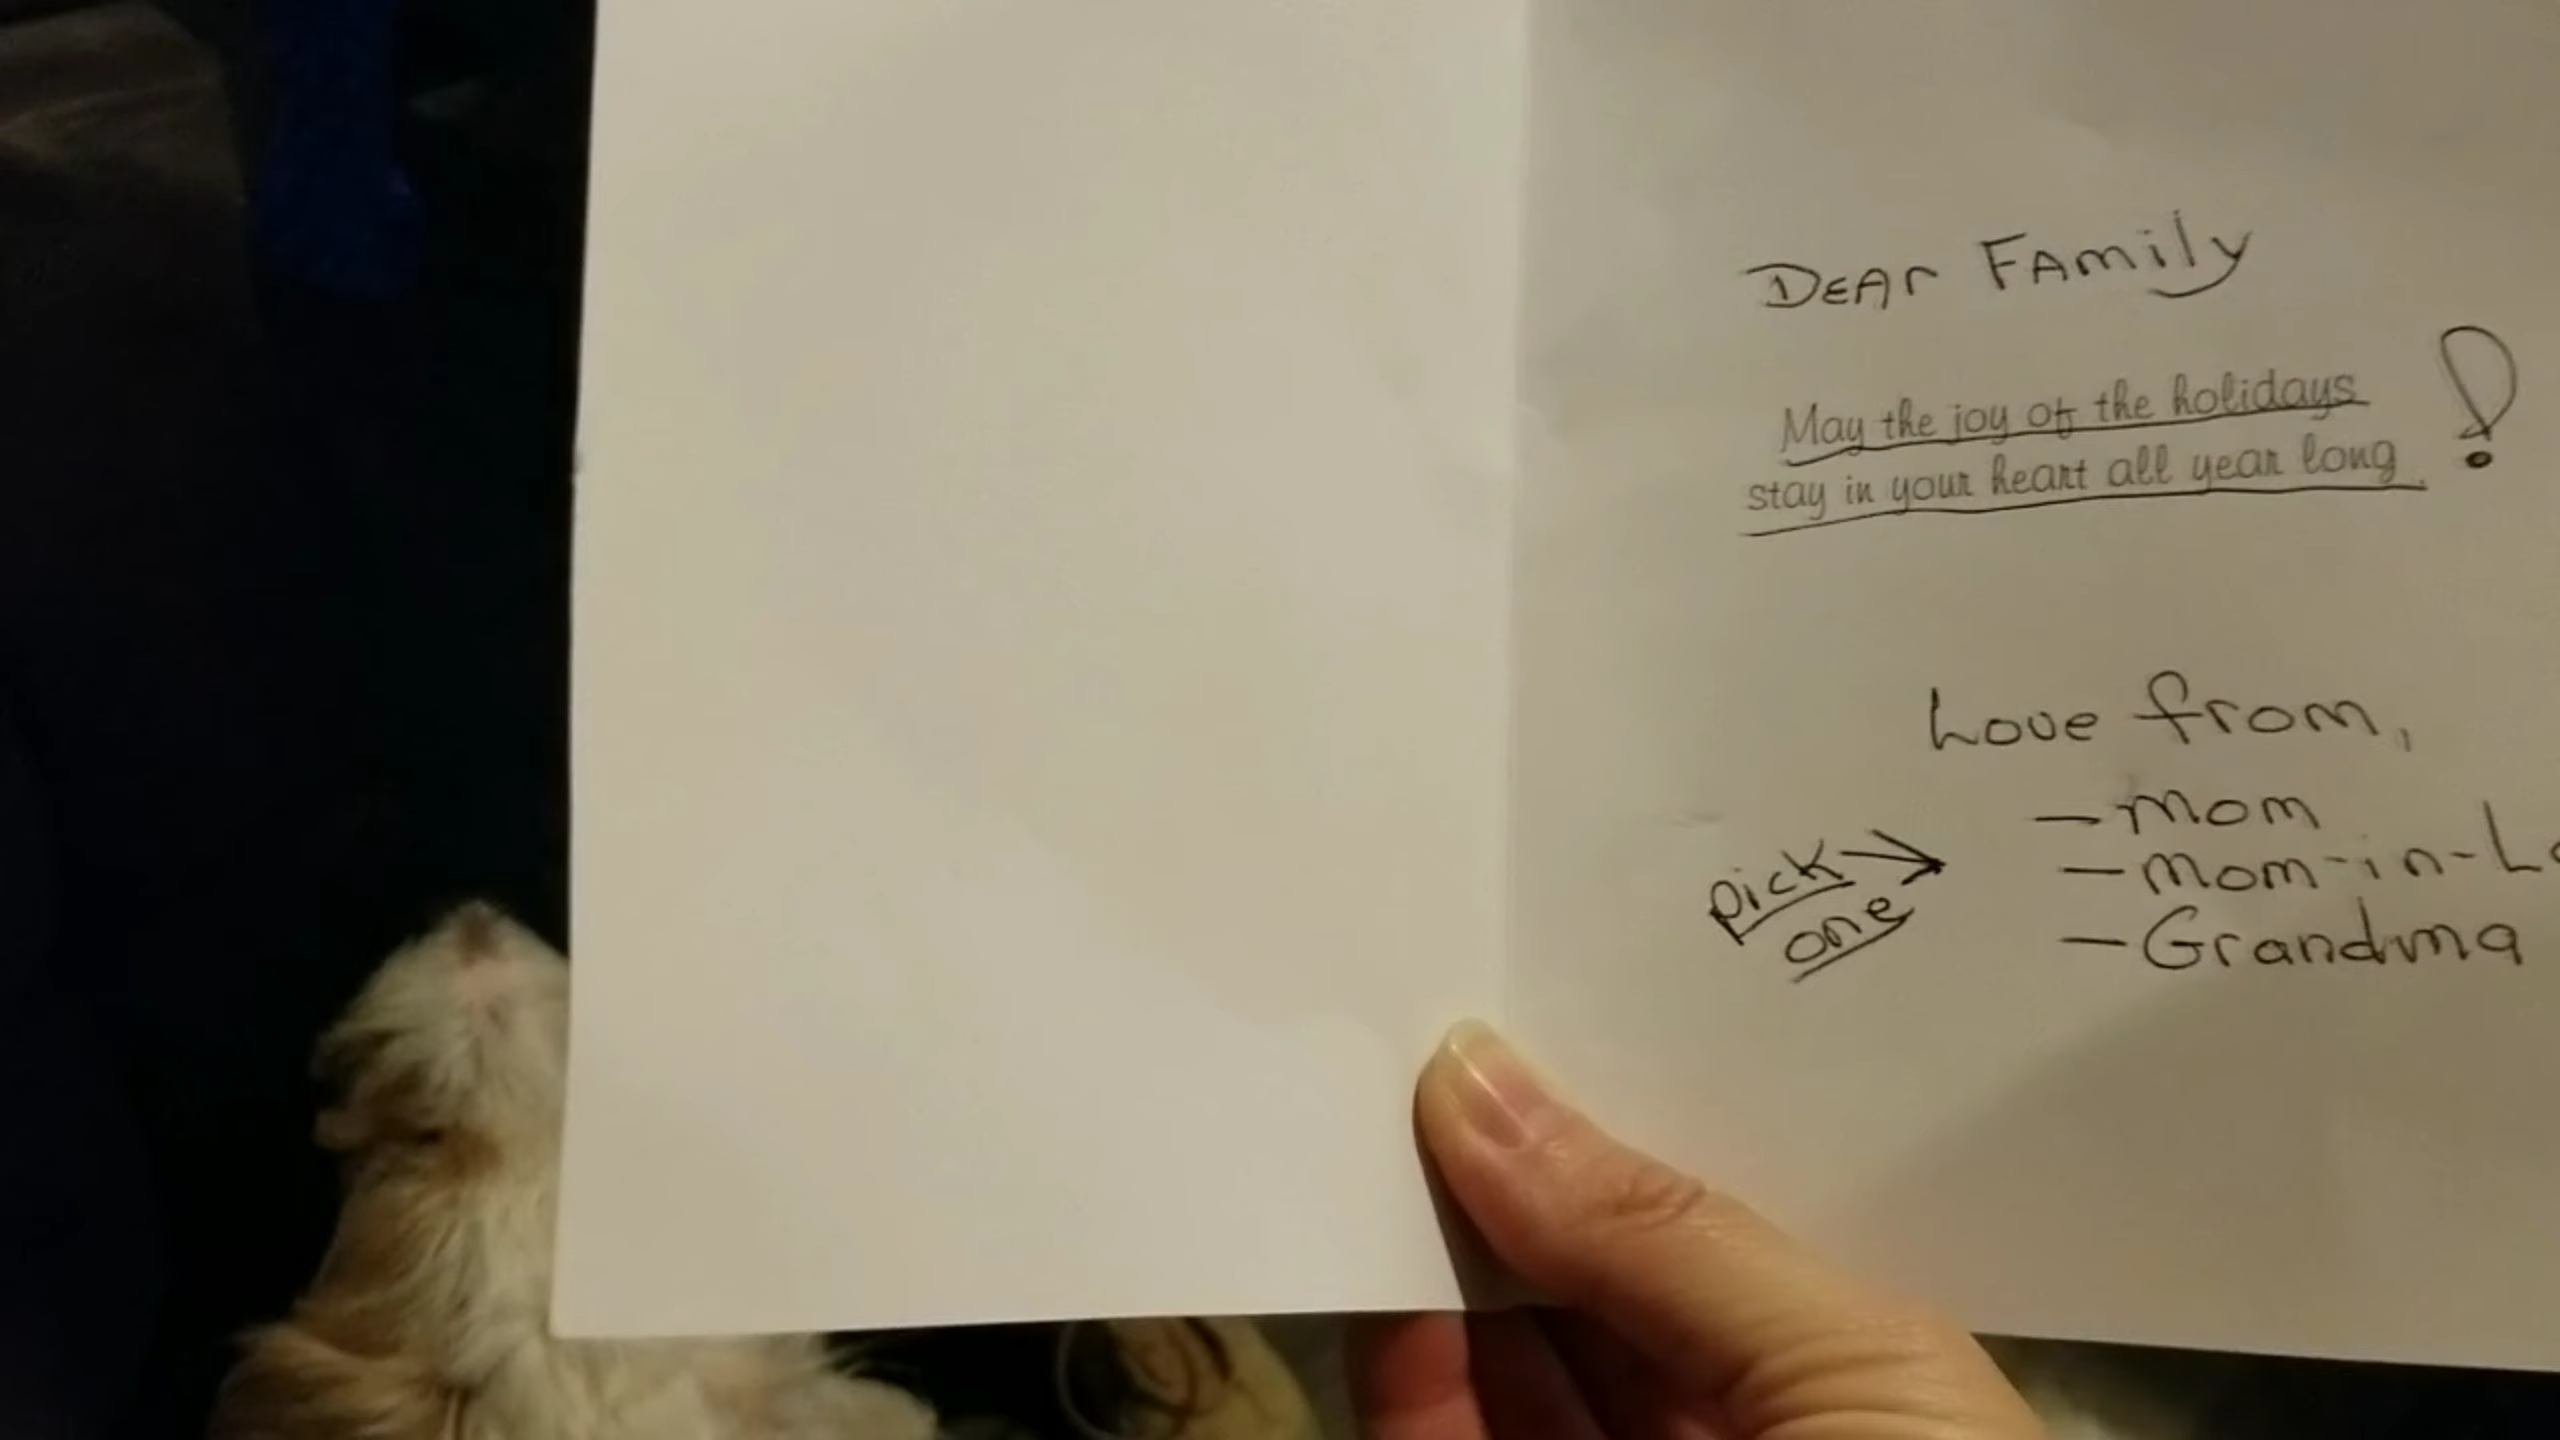 DEAr FAmily
May the joy of the holidays
stay in your heart all year long. !
Love from,
pick one → - mom
- mom-in-L
- Grandma